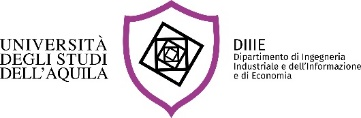 UNIVERSITÀ
DEGLI STUDI
DELL'AQUILA
DIIIE
Dipartimento di Ingegneria
Industriale e dell'Informazione
e di Economia